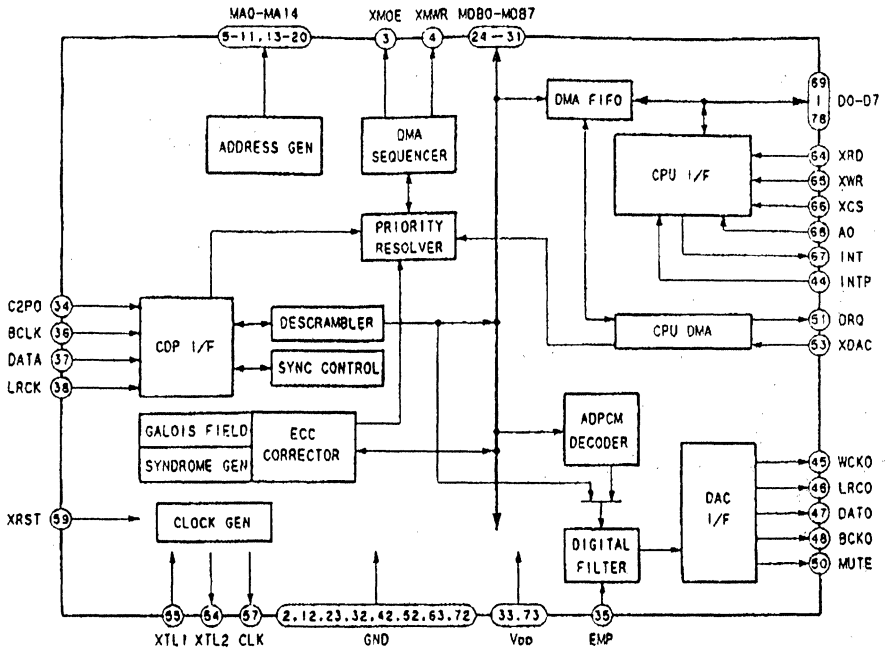 MA0-MA14 XMOE XMWR MDB0-MDB7
5-11,13-20 3 4 24-31
69
|
78
D0-D7
DMA FIFO
ADDRESS GEN
DMA
SEQUENCER
CPU I/F
64 XRD
65 XWR
66 XCS
68 A0
67 INT
44 INTP
PRIORITY
RESOLVER
C2PO 34
BCLK 36
DATA 37
LRCK 38
CDP I/F
DESCRAMBLER
SYNC CONTROL
CPU DMA
51 DRQ
53 XDAC
GALOIS FIELD
SYNDROME GEN
ECC
CORRECTOR
ADPCM
DECODER
DAC
I/F
45 WCKO
46 LRCO
47 DATO
48 BCKO
50 MUTE
XRST 59
CLOCK GEN
DIGITAL
FILTER
55 54 57 2,12,23,32,42,52,63,72 33,73 35
XTL1 XTL2 CLK GND VDD EMP